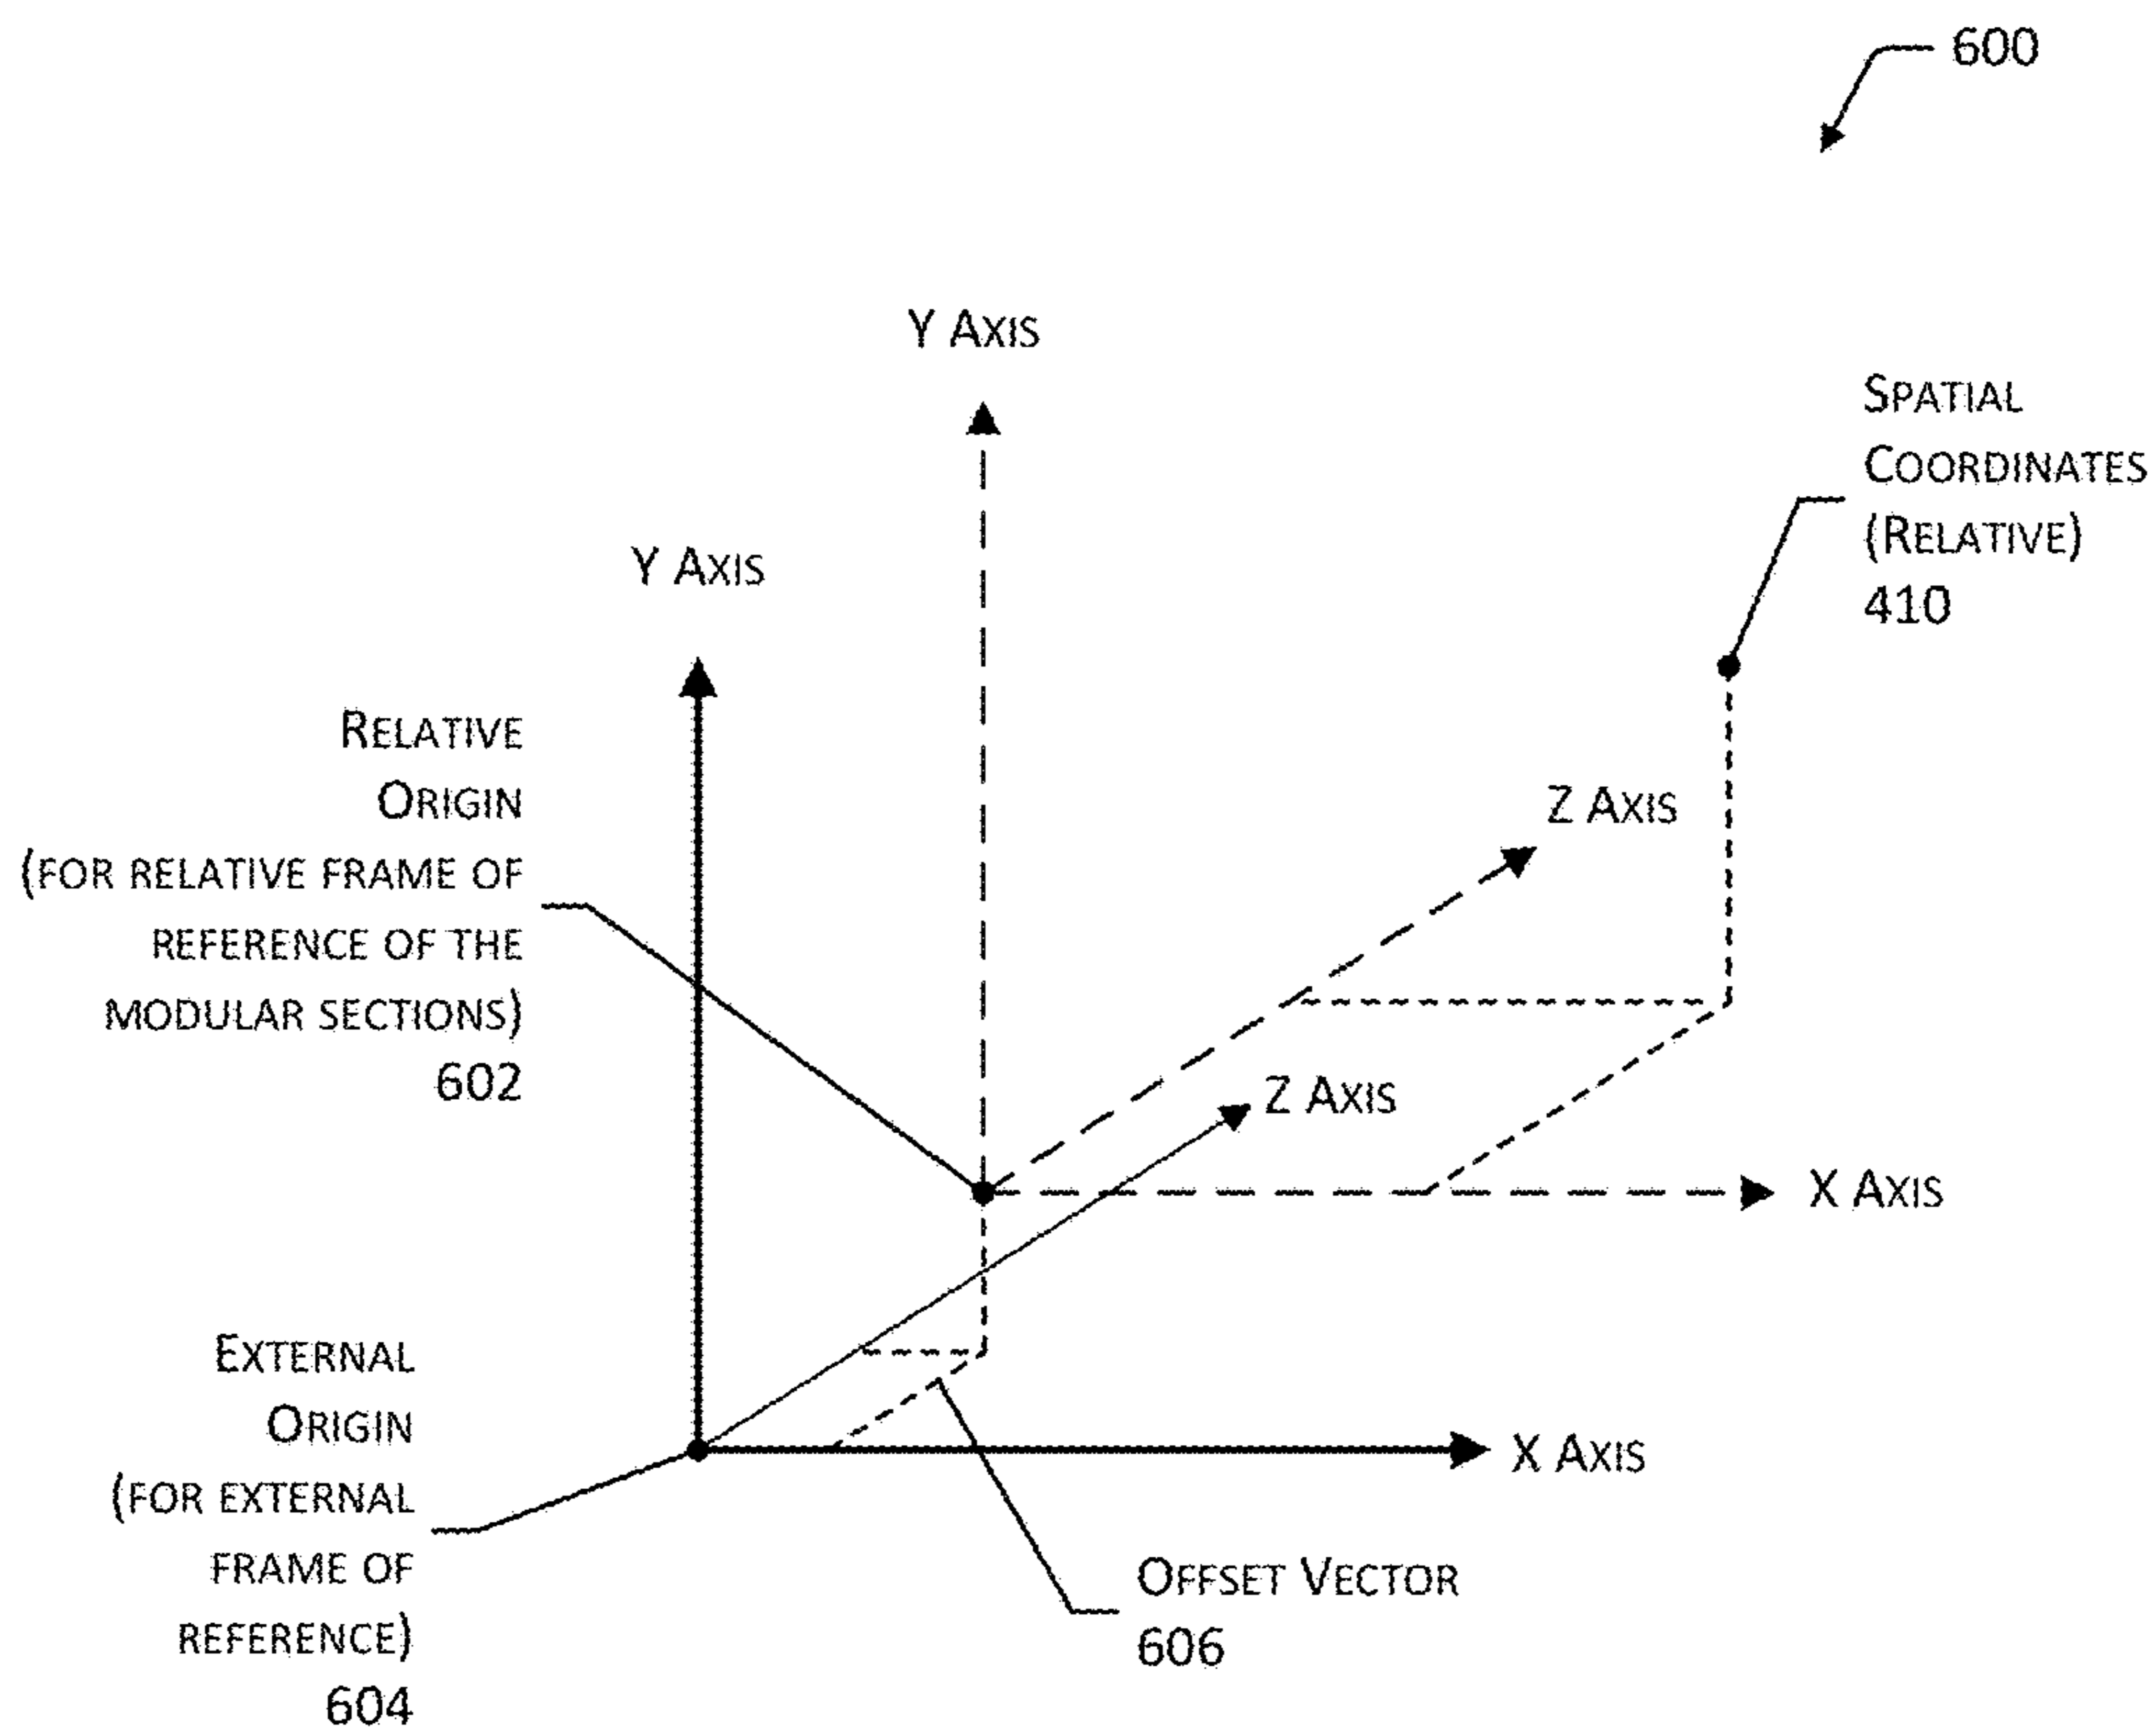 600
Y Axis
Spatial
Coordinates
(Relative)
410
Y Axis
Relative
Origin
(for relative frame of
reference of the
modular sections)
602
Z Axis
Z Axis
X Axis
External
Origin
(for external
frame of
reference)
604
X Axis
Offset Vector
606